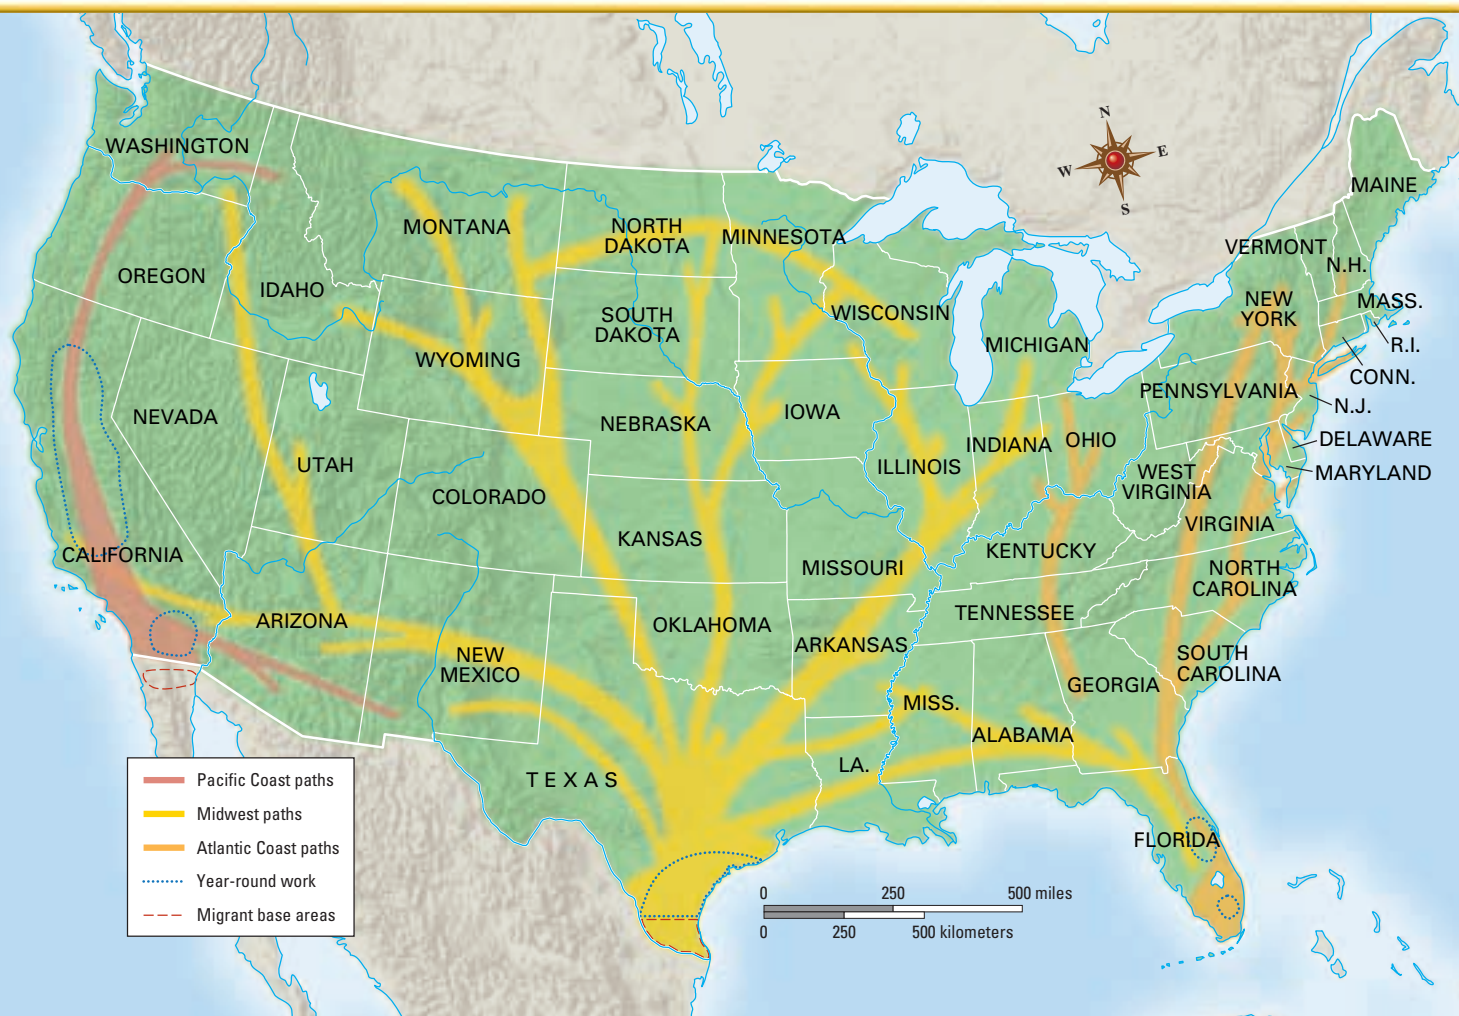 N
W
E
S
WASHINGTON
MAINE
MONTANA
NORTH
DAKOTA
MINNESOTA
VERMONT
N.H.
OREGON
IDAHO
SOUTH
DAKOTA
WISCONSIN
NEW
YORK
MASS.
MICHIGAN
R.I.
WYOMING
CONN.
PENNSYLVANIA
N.J.
NEVADA
NEBRASKA
IOWA
INDIANA
OHIO
DELAWARE
UTAH
ILLINOIS
WEST
VIRGINIA
MARYLAND
COLORADO
VIRGINIA
CALIFORNIA
KANSAS
MISSOURI
KENTUCKY
NORTH
CAROLINA
ARIZONA
OKLAHOMA
TENNESSEE
ARKANSAS
NEW
MEXICO
SOUTH
CAROLINA
GEORGIA
MISS.
ALABAMA
TEXAS
LA.
FLORIDA
Pacific Coast paths
Midwest paths
Atlantic Coast paths
Year-round work
Migrant base areas
0 250 500 miles
0 250 500 kilometers